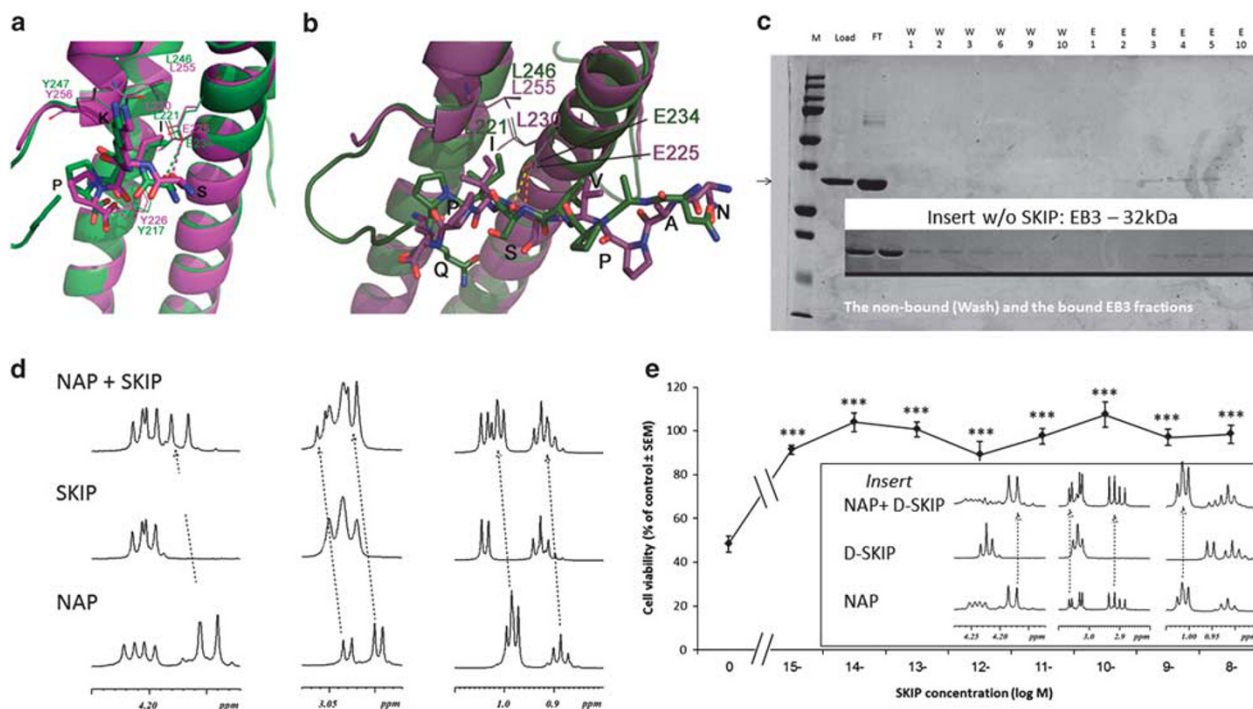 a
L246
L255
Y247
Y256
K
L230
L221
I
E225
P
S
Y226
Y217
b
L246
L255
L230
E234
L221
E225
I
V
P
A
N
S
P
Q
c
M Load FT W 1 W 2 W 3 W 6 W 9 W 10 E 1 E 2 E 3 E 4 E 5 E 10
Insert w/o SKIP: EB3 – 32kDa
The non-bound (Wash) and the bound EB3 fractions
d
NAP + SKIP
SKIP
NAP
4.20 ppm
3.05 ppm
1.0 0.9 ppm
e
Cell viability (% of control ± SEM)
120
100
80
60
40
20
0
*** *** *** *** *** *** *** ***
Insert
NAP+ D-SKIP
D-SKIP
NAP
4.25 4.20 ppm
3.0 2.9 ppm
1.00 0.95 ppm
0 15- 14- 13- 12- 11- 10- 9- 8-
SKIP concentration (log M)